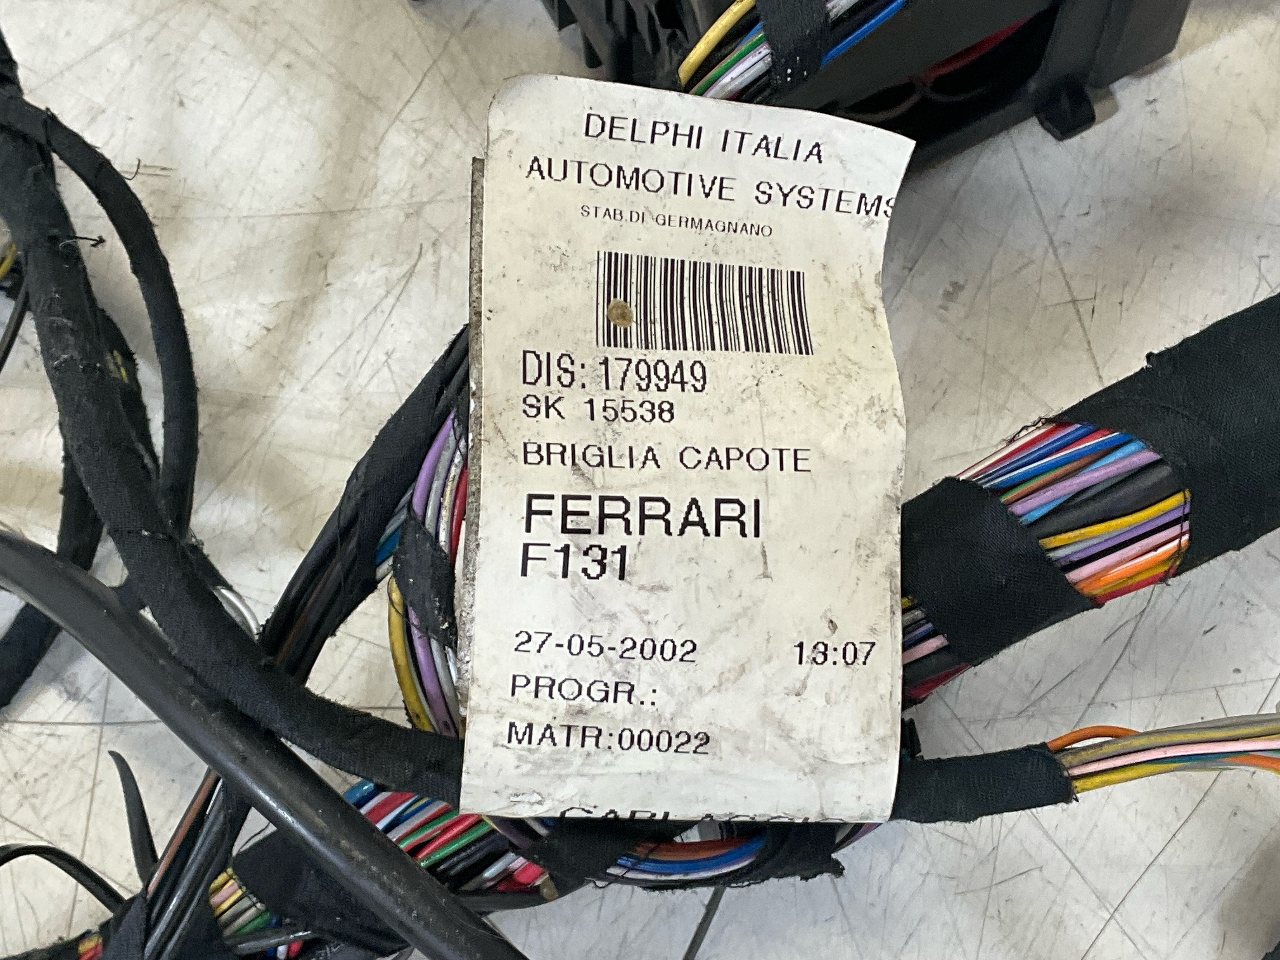 DELPHI ITALIA
AUTOMOTIVE SYSTEMS
STAB.DI GERMAGNANO
DIS: 179949
SK 15538
BRIGLIA CAPOTE
FERRARI
F131
27-05-2002 13:07
PROGR.:
MATR:00022